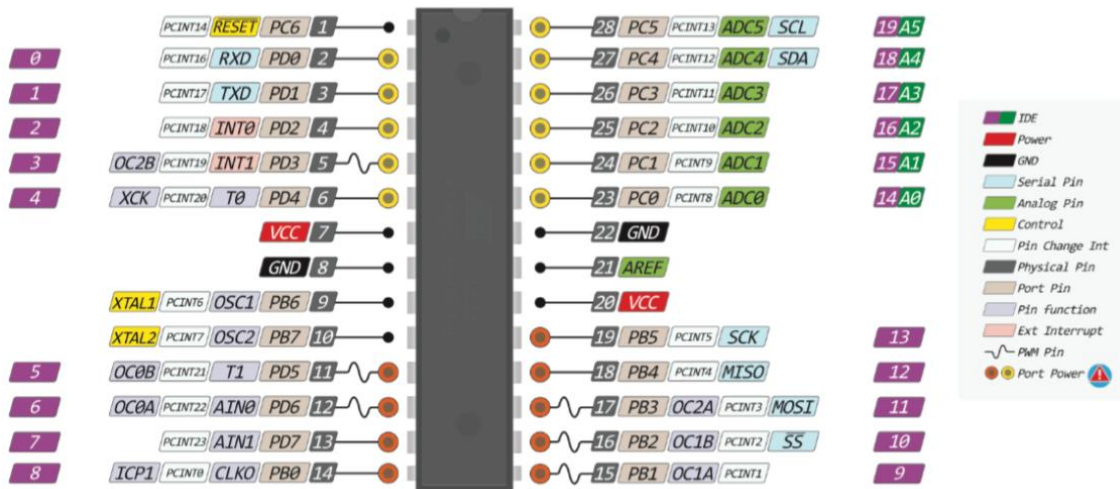 PCINT14 RESET PC6 1 28 PC5 PCINT13 ADC5 SCL 19 A5
0 PCINT16 RXD PD0 2 27 PC4 PCINT12 ADC4 SDA 18 A4
1 PCINT17 TXD PD1 3 26 PC3 PCINT11 ADC3 17 A3
2 PCINT18 INT0 PD2 4 25 PC2 PCINT10 ADC2 16 A2
3 OC2B PCINT19 INT1 PD3 5 24 PC1 PCINT9 ADC1 15 A1
4 XCK PCINT20 T0 PD4 6 23 PC0 PCINT8 ADC0 14 A0
VCC 7 22 GND
GND 8 21 AREF
XTAL1 PCINT6 OSC1 PB6 9 20 VCC
XTAL2 PCINT7 OSC2 PB7 10 19 PB5 PCINT5 SCK 13
5 OC0B PCINT21 T1 PD5 11 18 PB4 PCINT4 MISO 12
6 OC0A PCINT22 AIN0 PD6 12 17 PB3 OC2A PCINT3 MOSI 11
7 PCINT23 AIN1 PD7 13 16 PB2 OC1B PCINT2 SS 10
8 ICP1 PCINT0 CLKO PB0 14 15 PB1 OC1A PCINT1 9
IDE
Power
GND
Serial Pin
Analog Pin
Control
Pin Change Int
Physical Pin
Port Pin
Pin function
Ext Interrupt
PWM Pin
Port Power